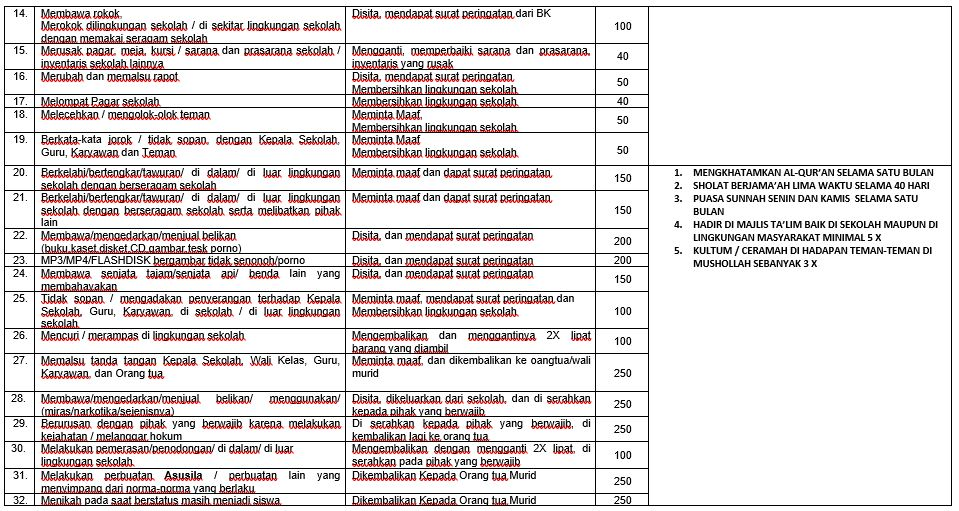 14. Membawa rokok, Disita, mendapat surat peringatan dari BK 100
Merokok dilingkungan sekolah / di sekitar lingkungan sekolah
dengan memakai seragam sekolah
15. Merusak pagar, meja, kursi / sarana dan prasarana sekolah / Mengganti, memperbaiki sarana dan prasarana, 40
inventaris sekolah lainnya inventaris yang rusak
16. Merubah dan memalsu rapot Disita, mendapat surat peringatan 50
Membersihkan lingkungan sekolah
17. Melompat Pagar sekolah Membersihkan lingkungan sekolah 40
18. Melecehkan / mengolok-olok teman Meminta Maaf, 50
Membersihkan lingkungan sekolah
19. Berkata-kata jorok / tidak sopan dengan Kepala Sekolah, Meminta Maaf 50
Guru, Karyawan dan Teman Membersihkan lingkungan sekolah
20. Berkelahi/bertengkar/tawuran/ di dalam/ di luar lingkungan Meminta maaf dan dapat surat peringatan 150
sekolah dengan berseragam sekolah
21. Berkelahi/bertengkar/tawuran/ di dalam/ di luar lingkungan Meminta maaf dan dapat surat peringatan 150
sekolah dengan berseragam sekolah serta melibatkan pihak
lain
22. Membawa/mengedarkan/menjual belikan Disita, dan mendapat surat peringatan 200
(buku,kaset,disket,CD,gambar,tesk porno)
23. MP3/MP4/FLASHDISK bergambar tidak senonoh/porno Disita, dan mendapat surat peringatan 200
24. Membawa senjata tajam/senjata api/ benda lain yang Disita, dan mendapat surat peringatan 150
membahayakan
25. Tidak sopan / mengadakan penyerangan terhadap Kepala Meminta maaf, mendapat surat peringatan dan 100
Sekolah, Guru, Karyawan, di sekolah / di luar lingkungan Membersihkan lingkungan sekolah
sekolah
26. Mencuri / merampas di lingkungan sekolah Mengembalikan dan menggantinya 2X lipat 100
barang yang diambil
27. Memalsu tanda tangan Kepala Sekolah, Wali Kelas, Guru, Meminta maaf, dan dikembalikan ke oangtua/wali 250
Karyawan, dan Orang tua murid
28. Membawa/mengedarkan/menjual belikan/ menggunakan/ Disita, dikeluarkan dari sekolah, dan di serahkan 250
(miras/narkotika/sejenisnya) kepada pihak yang berwajib
29. Berurusan dengan pihak yang berwajib karena melakukan Di serahkan kepada pihak yang berwajib, di 250
kejahatan / melanggar hokum kembalikan lagi ke orang tua
30. Melakukan pemerasan/penodongan/ di dalam/ di luar Mengembalikan dengan mengganti 2X lipat, di 100
lingkungan sekolah serahkan pada pihak yang berwajib
31. Melakukan perbuatan Asusila / perbuatan lain yang Dikembalikan Kepada Orang tua Murid 250
menyimpang dari norma-norma yang berlaku
32. Menikah pada saat berstatus masih menjadi siswa Dikembalikan Kepada Orang tua Murid 250
1. MENGKHATAMKAN AL-QUR'AN SELAMA SATU BULAN
2. SHOLAT BERJAMA'AH LIMA WAKTU SELAMA 40 HARI
3. PUASA SUNNAH SENIN DAN KAMIS SELAMA SATU
BULAN
4. HADIR DI MAJLIS TA'LIM BAIK DI SEKOLAH MAUPUN DI
LINGKUNGAN MASYARAKAT MINIMAL 5 X
5. KULTUM / CERAMAH DI HADAPAN TEMAN-TEMAN DI
MUSHOLLAH SEBANYAK 3 X